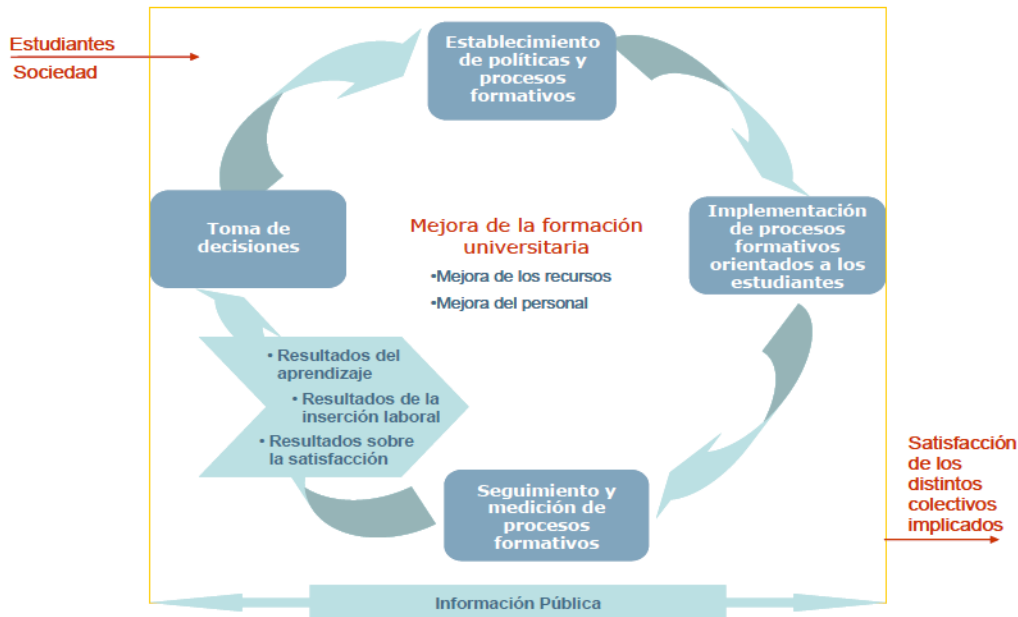 Estudiantes
Sociedad
Establecimiento
de políticas y
procesos
formativos
Toma de
decisiones
Mejora de la formación
universitaria
•Mejora de los recursos
•Mejora del personal
Implementación
de procesos
formativos
orientados a los
estudiantes
• Resultados del
aprendizaje
• Resultados de la
inserción laboral
• Resultados sobre
la satisfacción
Seguimiento y
medición de
procesos
formativos
Satisfacción
de los
distintos
colectivos
implicados
Información Pública